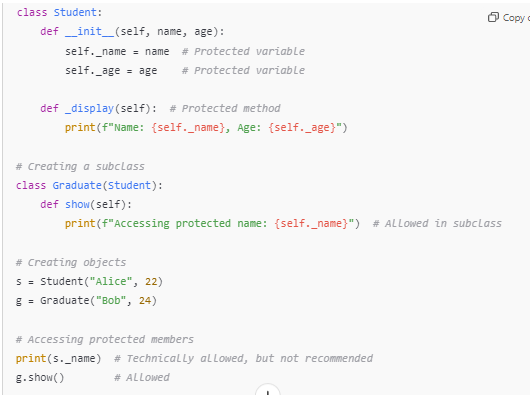 class Student:
Copy
    def __init__(self, name, age):
        self._name = name  # Protected variable
        self._age = age    # Protected variable

    def _display(self):  # Protected method
        print(f"Name: {self._name}, Age: {self._age}")

# Creating a subclass
class Graduate(Student):
    def show(self):
        print(f"Accessing protected name: {self._name}")  # Allowed in subclass

# Creating objects
s = Student("Alice", 22)
g = Graduate("Bob", 24)

# Accessing protected members
print(s._name)  # Technically allowed, but not recommended
g.show()        # Allowed